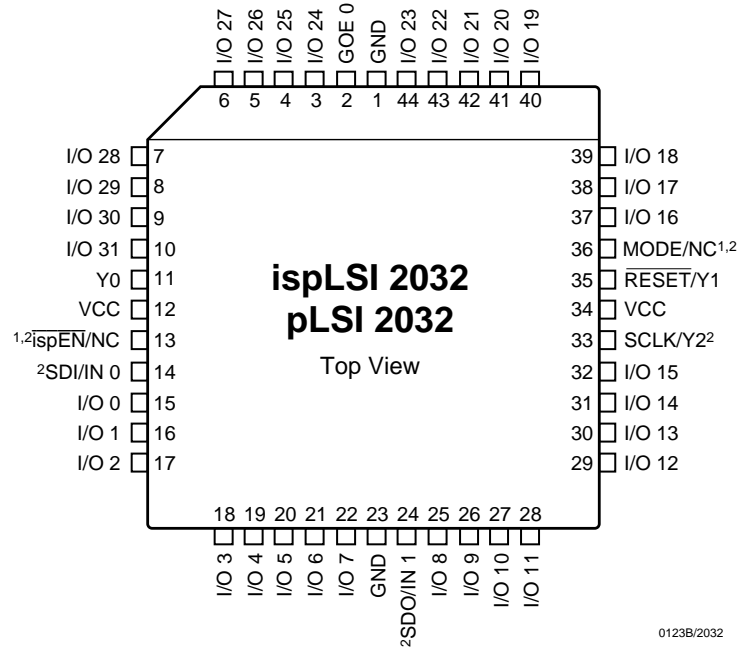 I/O 27
I/O 26
I/O 25
I/O 24
GOE 0
GND
I/O 23
I/O 22
I/O 21
I/O 20
I/O 19
6 5 4 3 2 1 44 43 42 41 40
I/O 28 7
I/O 29 8
I/O 30 9
I/O 31 10
Y0 11
VCC 12
1,2ispEN/NC 13
2SDI/IN 0 14
I/O 0 15
I/O 1 16
I/O 2 17
ispLSI 2032
pLSI 2032
Top View
39 I/O 18
38 I/O 17
37 I/O 16
36 MODE/NC1,2
35 RESET/Y1
34 VCC
33 SCLK/Y22
32 I/O 15
31 I/O 14
30 I/O 13
29 I/O 12
18 19 20 21 22 23 24 25 26 27 28
I/O 3
I/O 4
I/O 5
I/O 6
I/O 7
GND
2SDO/IN 1
I/O 8
I/O 9
I/O 10
I/O 11
0123B/2032